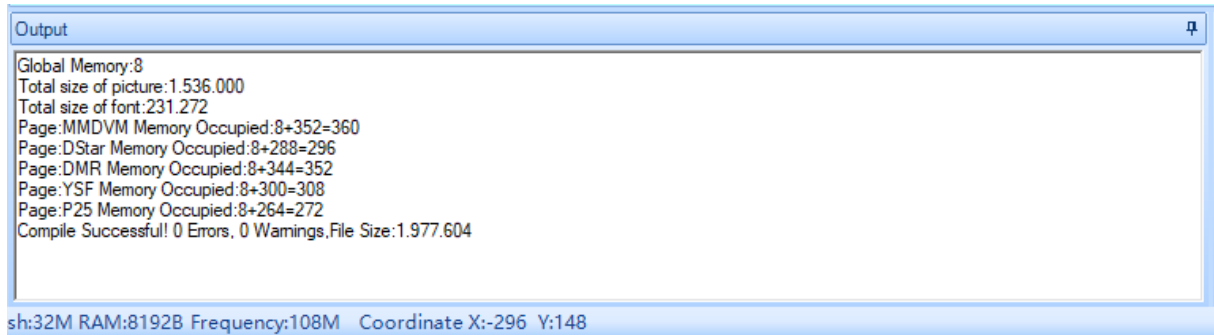 Output
Global Memory:8
Total size of picture:1.536.000
Total size of font:231.272
Page:MMDVM Memory Occupied:8+352=360
Page:DStar Memory Occupied:8+288=296
Page:DMR Memory Occupied:8+344=352
Page:YSF Memory Occupied:8+300=308
Page:P25 Memory Occupied:8+264=272
Compile Successful! 0 Errors, 0 Warnings,File Size:1.977.604
sh:32M RAM:8192B Frequency:108M Coordinate X:-296 Y:148